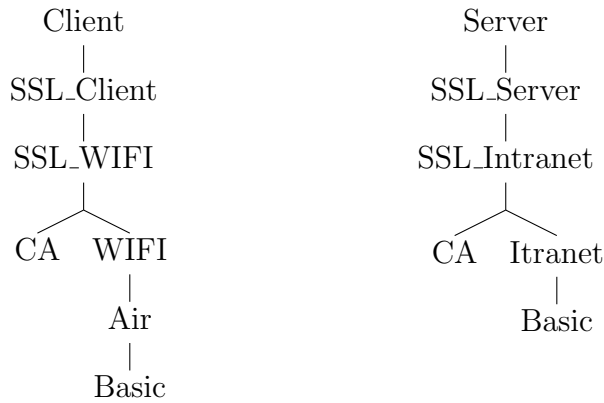 Client
Server
SSL_Client
SSL_Server
SSL_WIFI
SSL_Intranet
CA WIFI
CA Itranet
Air
Basic
Basic